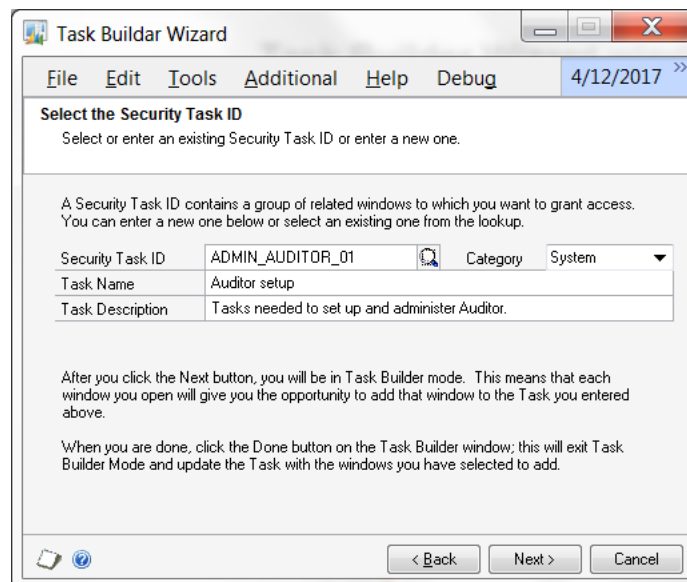 Task Buildar Wizard
File Edit Tools Additional Help Debug 4/12/2017 »
Select the Security Task ID
Select or enter an existing Security Task ID or enter a new one.
A Security Task ID contains a group of related windows to which you want to grant access.
You can enter a new one below or select an existing one from the lookup.
Security Task ID ADMIN_AUDITOR_01 Category System
Task Name Auditor setup
Task Description Tasks needed to set up and administer Auditor.
After you click the Next button, you will be in Task Builder mode. This means that each
window you open will give you the opportunity to add that window to the Task you entered
above.
When you are done, click the Done button on the Task Builder window; this will exit Task
Builder Mode and update the Task with the windows you have selected to add.
< Back Next > Cancel